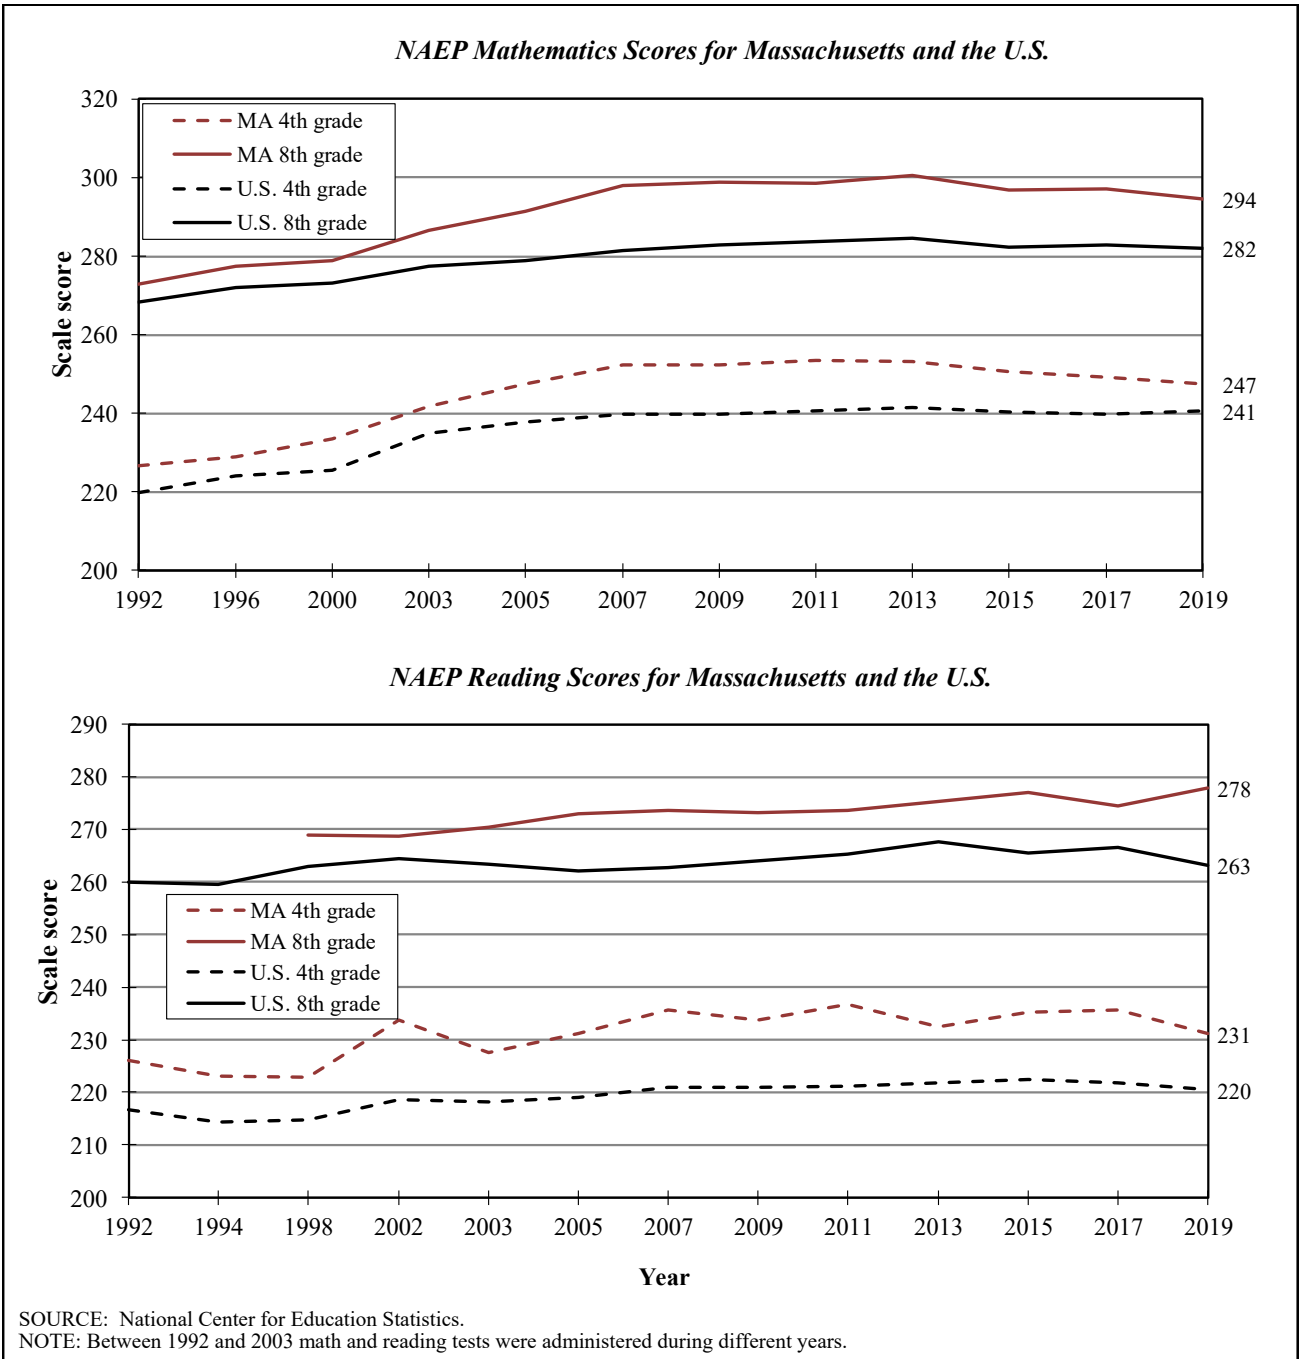 NAEP Mathematics Scores for Massachusetts and the U.S.
320
300
280
260
240
220
200
Scale score
MA 4th grade
MA 8th grade
U.S. 4th grade
U.S. 8th grade
294
282
247
241
1992 1996 2000 2003 2005 2007 2009 2011 2013 2015 2017 2019
NAEP Reading Scores for Massachusetts and the U.S.
290
280
270
260
250
240
230
220
210
200
Scale score
MA 4th grade
MA 8th grade
U.S. 4th grade
U.S. 8th grade
278
263
231
220
1992 1994 1998 2002 2003 2005 2007 2009 2011 2013 2015 2017 2019
Year
SOURCE: National Center for Education Statistics.
NOTE: Between 1992 and 2003 math and reading tests were administered during different years.